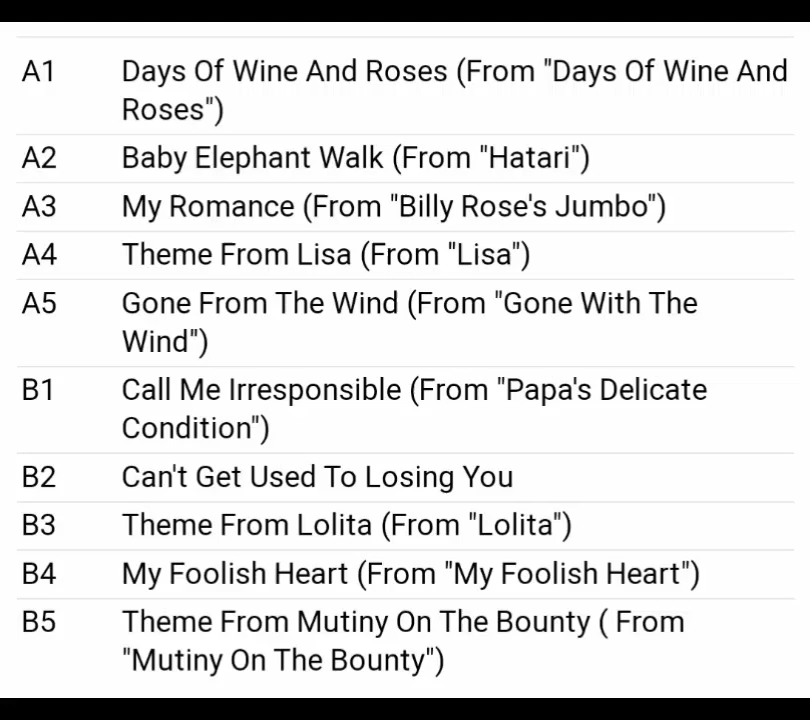 A1 Days Of Wine And Roses (From "Days Of Wine And
Roses")
A2 Baby Elephant Walk (From "Hatari")
A3 My Romance (From "Billy Rose's Jumbo")
A4 Theme From Lisa (From "Lisa")
A5 Gone From The Wind (From "Gone With The
Wind")
B1 Call Me Irresponsible (From "Papa's Delicate
Condition")
B2 Can't Get Used To Losing You
B3 Theme From Lolita (From "Lolita")
B4 My Foolish Heart (From "My Foolish Heart")
B5 Theme From Mutiny On The Bounty ( From
"Mutiny On The Bounty")